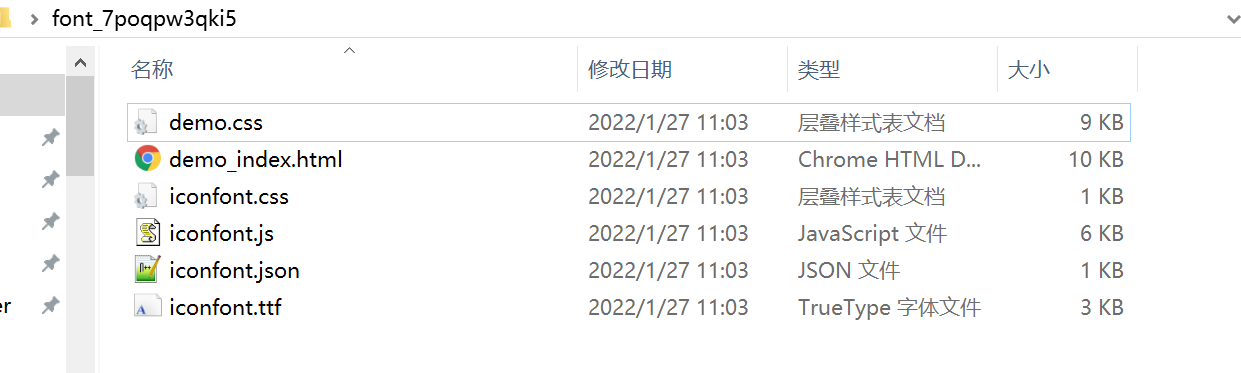 font_7poqpw3qki5
名称 修改日期 类型 大小
demo.css 2022/1/27 11:03 层叠样式表文档 9 KB
demo_index.html 2022/1/27 11:03 Chrome HTML D... 10 KB
iconfont.css 2022/1/27 11:03 层叠样式表文档 1 KB
iconfont.js 2022/1/27 11:03 JavaScript 文件 6 KB
iconfont.json 2022/1/27 11:03 JSON 文件 1 KB
er iconfont.ttf 2022/1/27 11:03 TrueType 字体文件 3 KB